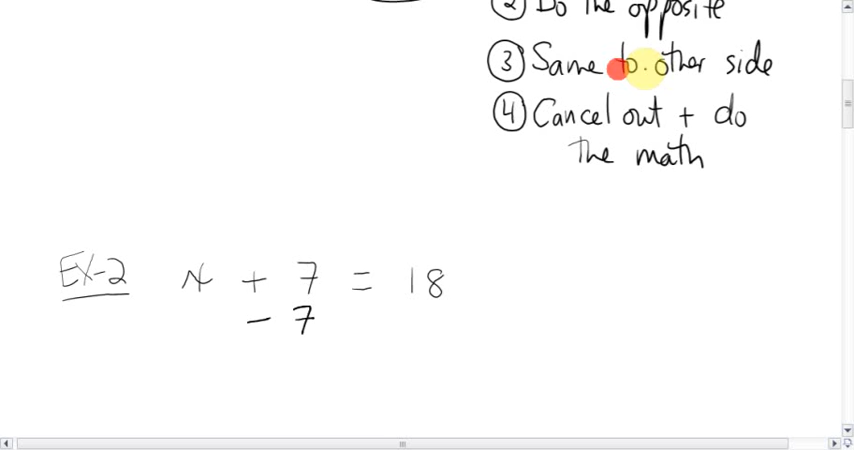 ② Do the opposite
③ Same to other side
④ Cancel out + do
the math
EX-2 x + 7 = 18
- 7